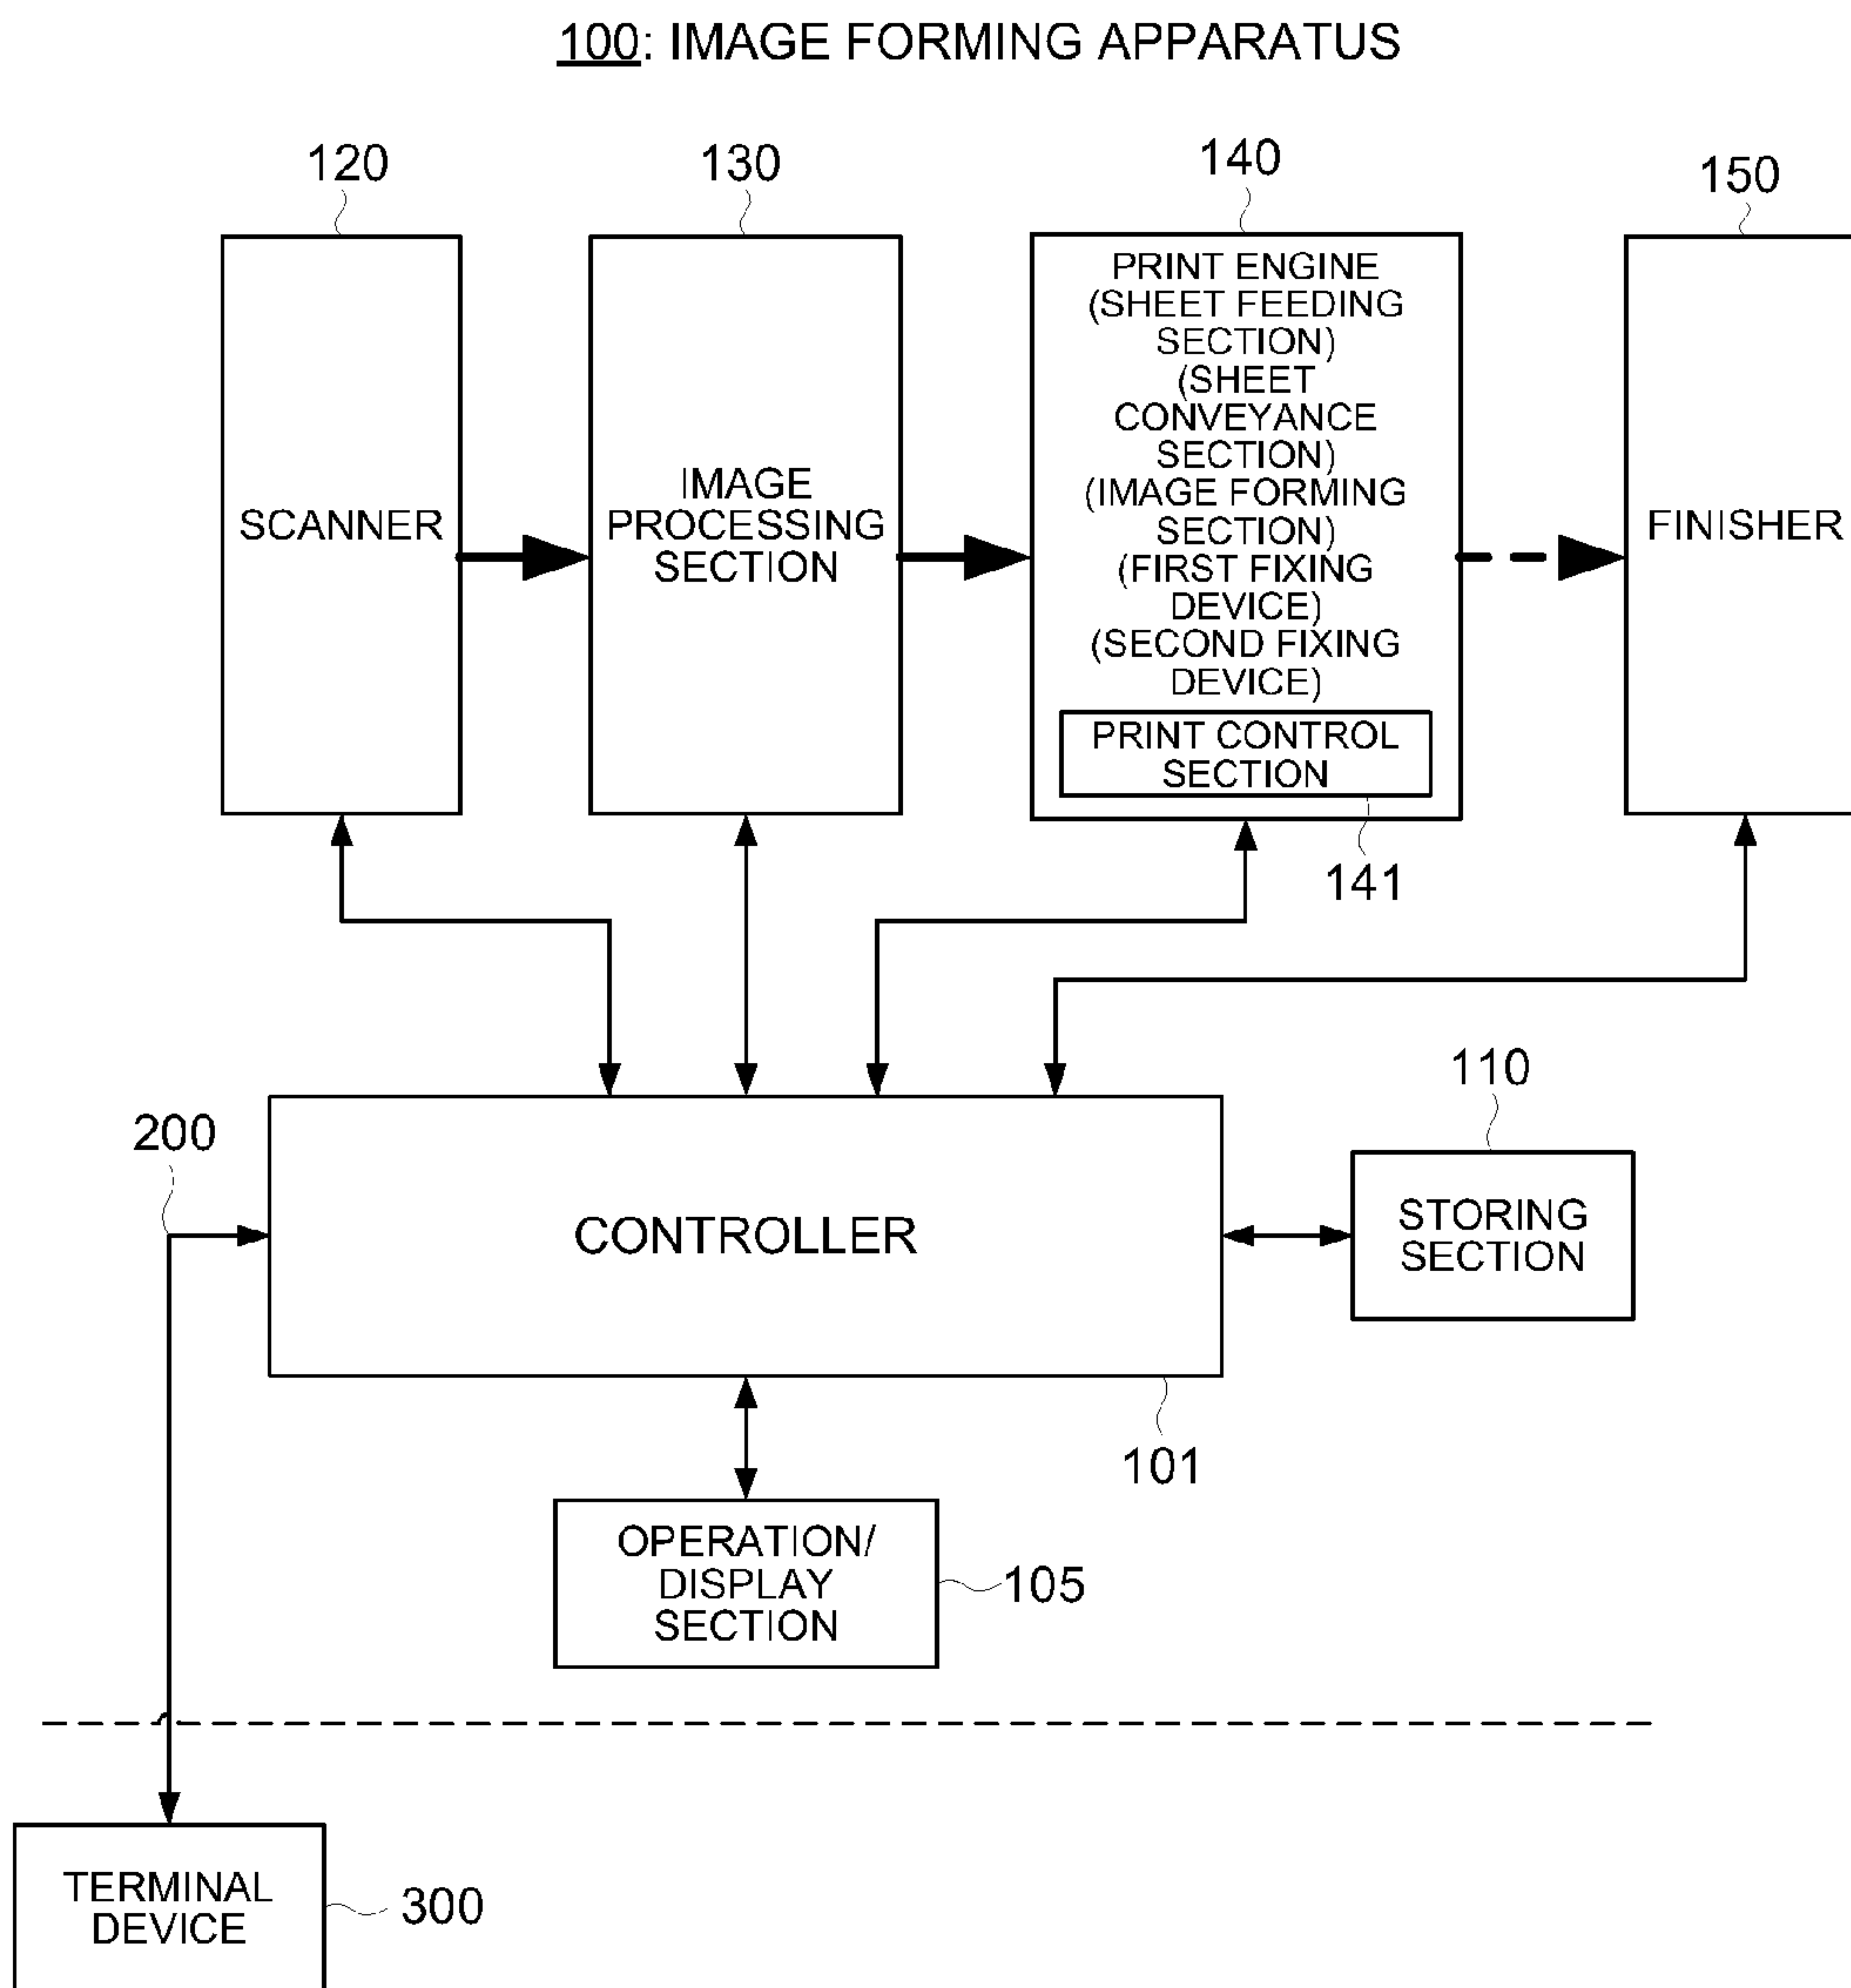 100: IMAGE FORMING APPARATUS
120
130
140
150
SCANNER
IMAGE
PROCESSING
SECTION
PRINT ENGINE
(SHEET FEEDING
SECTION)
(SHEET
CONVEYANCE
SECTION)
(IMAGE FORMING
SECTION)
(FIRST FIXING
DEVICE)
(SECOND FIXING
DEVICE)
PRINT CONTROL
SECTION
FINISHER
141
110
200
CONTROLLER
STORING
SECTION
101
OPERATION/
DISPLAY
SECTION
105
TERMINAL
DEVICE
300